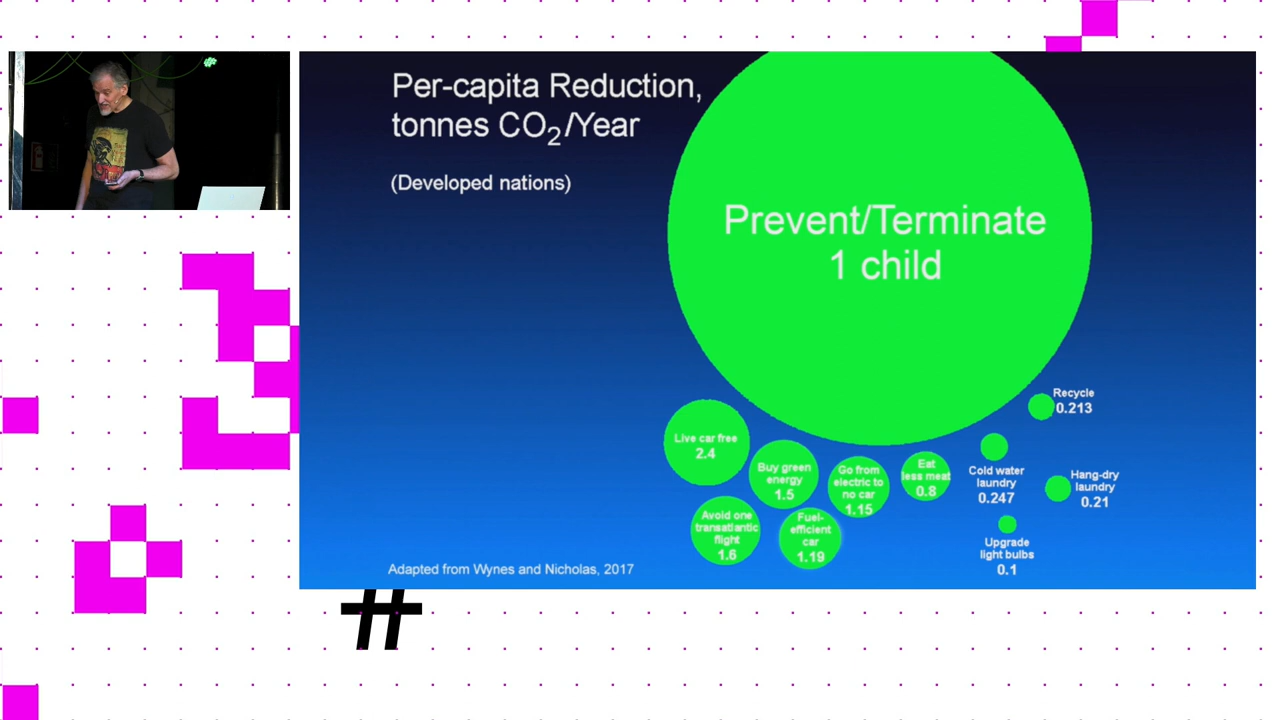 Per-capita Reduction,
tonnes CO2/Year
(Developed nations)
Prevent/Terminate
1 child
Recycle
0.213
Live car free
2.4
Buy green
energy
1.5
Go from
electric to
no car
1.15
Eat
less meat
0.8
Cold water
laundry
0.247
Hang-dry
laundry
0.21
Avoid one
transatlantic
flight
1.6
Fuel-
efficient
car
1.19
Upgrade
light bulbs
0.1
Adapted from Wynes and Nicholas, 2017
#